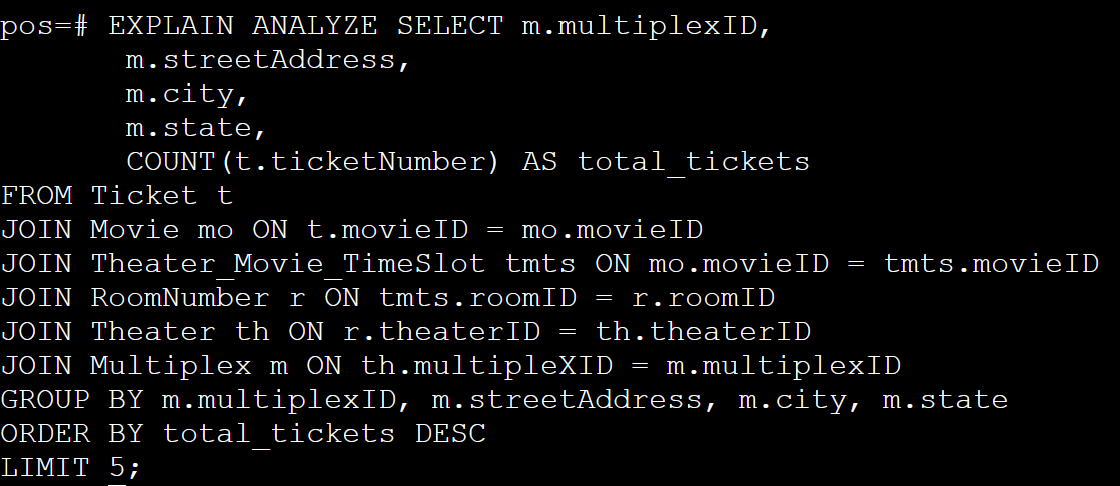 pos=# EXPLAIN ANALYZE SELECT m.multiplexID,
       m.streetAddress,
       m.city,
       m.state,
       COUNT(t.ticketNumber) AS total_tickets
FROM Ticket t
JOIN Movie mo ON t.movieID = mo.movieID
JOIN Theater_Movie_TimeSlot tmts ON mo.movieID = tmts.movieID
JOIN RoomNumber r ON tmts.roomID = r.roomID
JOIN Theater th ON r.theaterID = th.theaterID
JOIN Multiplex m ON th.multipleXID = m.multiplexID
GROUP BY m.multiplexID, m.streetAddress, m.city, m.state
ORDER BY total_tickets DESC
LIMIT 5;